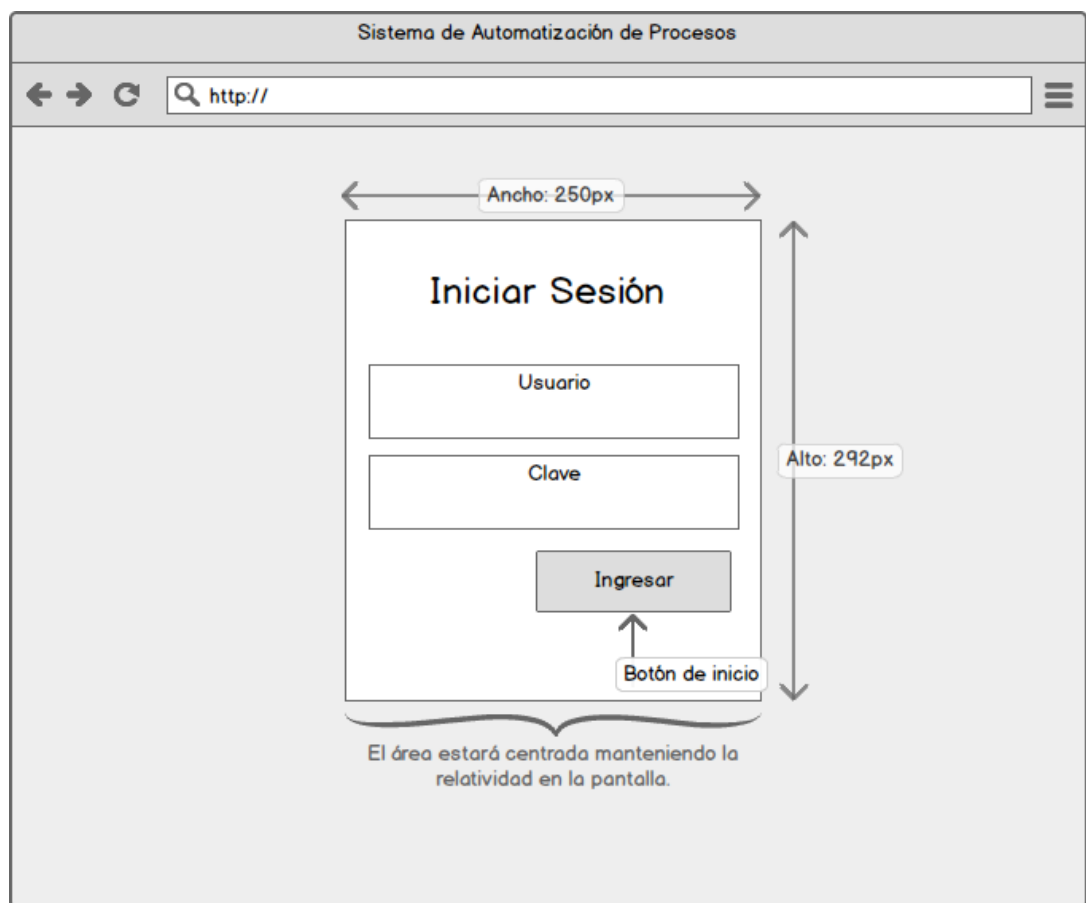 Sistema de Automatización de Procesos
http://
Ancho: 250px
Iniciar Sesión
Usuario
Alto: 292px
Clave
Ingresar
Botón de inicio
El área estará centrada manteniendo la
relatividad en la pantalla.